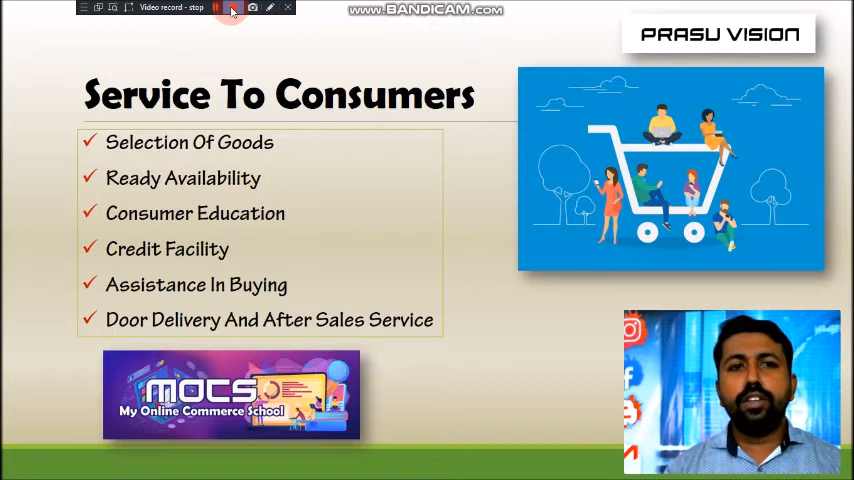 Video record - stop
www.BANDICAM.com
PRASU VISION
Service To Consumers
Selection Of Goods
Ready Availability
Consumer Education
Credit Facility
Assistance In Buying
Door Delivery And After Sales Service
MOCS
My Online Commerce School